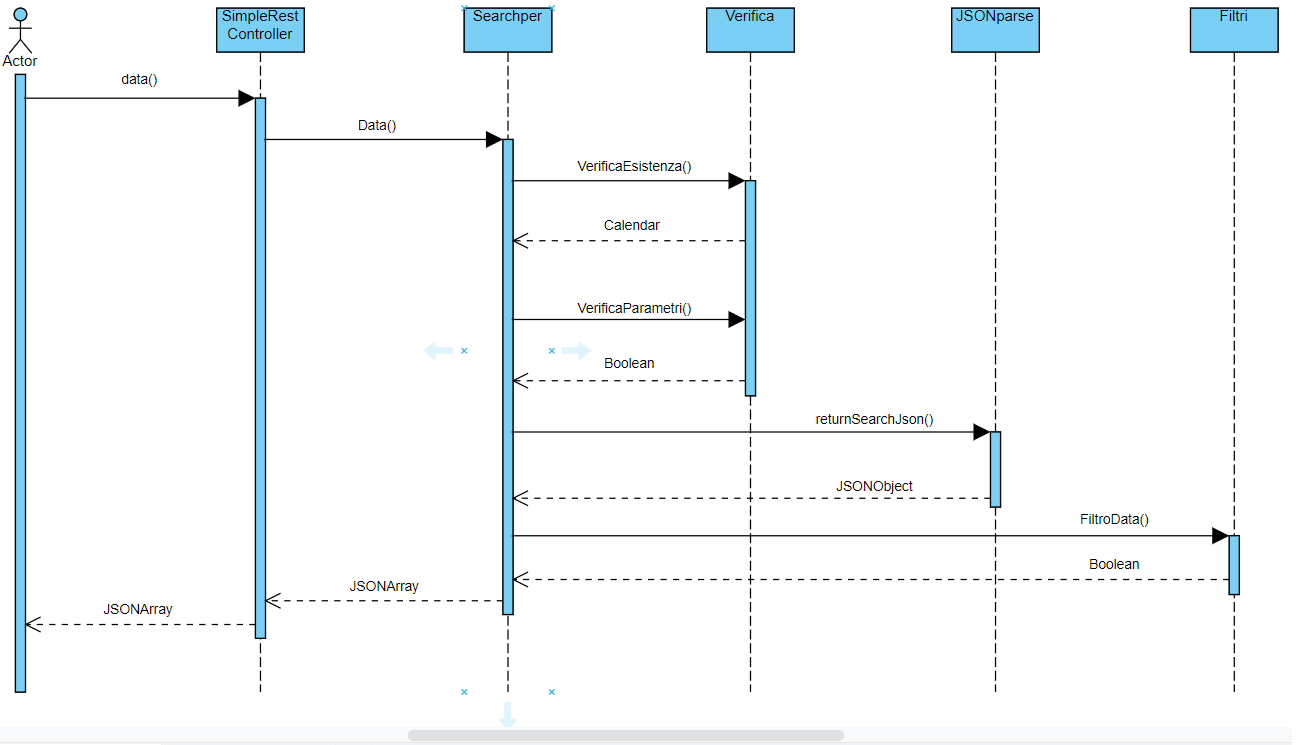 Actor
SimpleRest
Controller
Searchper
Verifica
JSONparse
Filtri
data()
Data()
VerificaEsistenza()
Calendar
VerificaParametri()
Boolean
returnSearchJson()
JSONObject
FiltroData()
Boolean
JSONArray
JSONArray